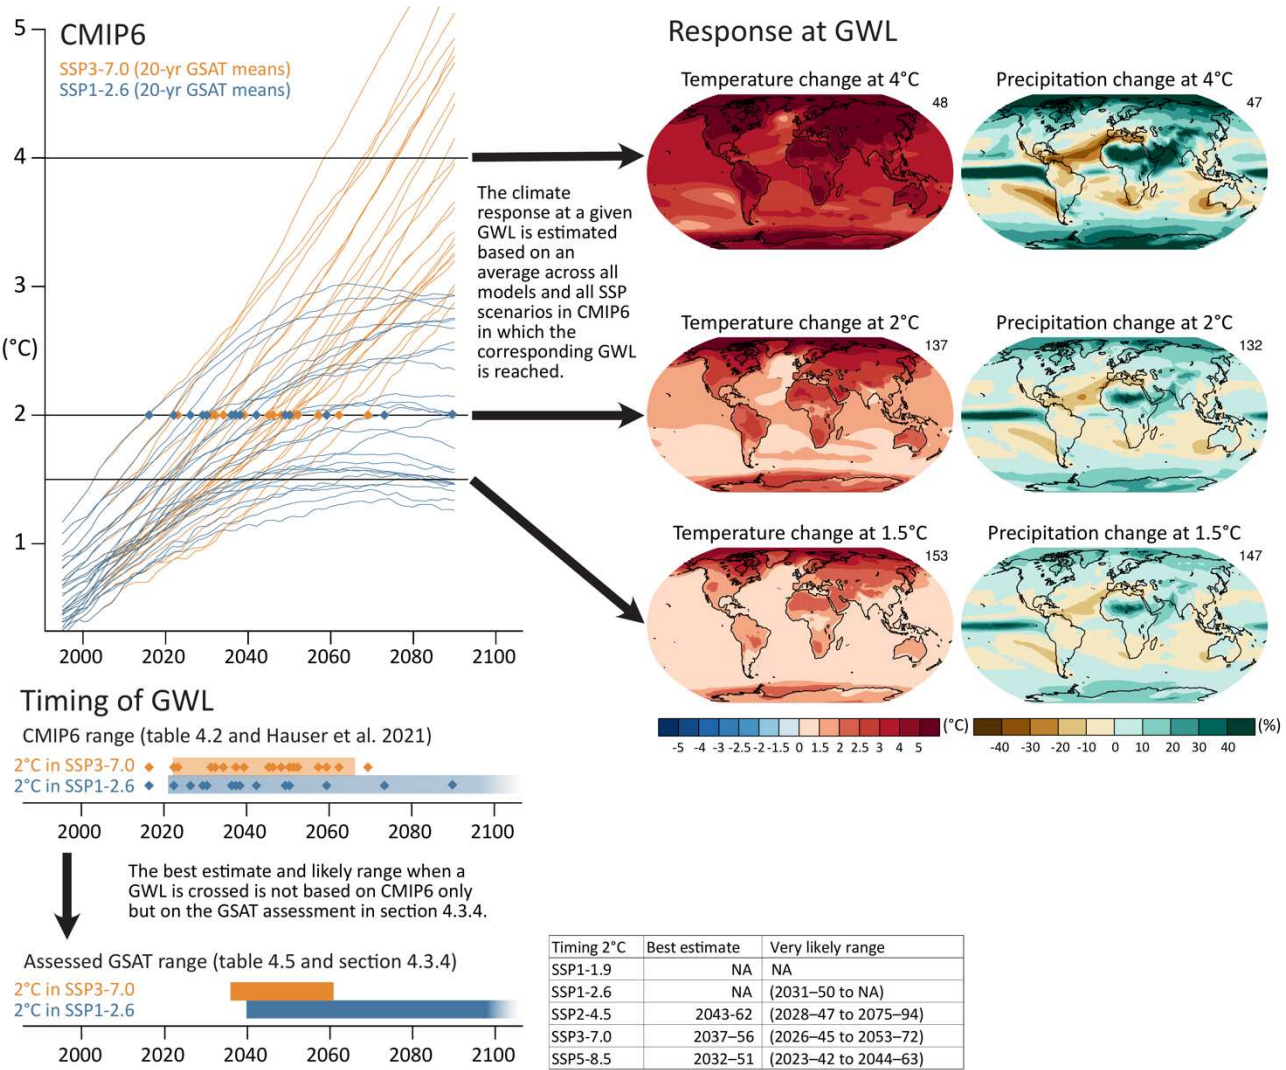 CMIP6
SSP3-7.0 (20-yr GSAT means)
SSP1-2.6 (20-yr GSAT means)
5
4
3
(°C)
2
1
2000 2020 2040 2060 2080 2100
The climate
response at a given
GWL is estimated
based on an
average across all
models and all SSP
scenarios in CMIP6
in which the
corresponding GWL
is reached.
Response at GWL
Temperature change at 4°C
48
Precipitation change at 4°C
47
Temperature change at 2°C
137
Precipitation change at 2°C
132
Temperature change at 1.5°C
153
Precipitation change at 1.5°C
147
(°C)
-5 -4 -3 -2.5 -2 -1.5 0 1.5 2 2.5 3 4 5
(%)
-40 -30 -20 -10 0 10 20 30 40
Timing of GWL
CMIP6 range (table 4.2 and Hauser et al. 2021)
2°C in SSP3-7.0
2°C in SSP1-2.6
2000 2020 2040 2060 2080 2100
The best estimate and likely range when a
GWL is crossed is not based on CMIP6 only
but on the GSAT assessment in section 4.3.4.
Assessed GSAT range (table 4.5 and section 4.3.4)
2°C in SSP3-7.0
2°C in SSP1-2.6
2000 2020 2040 2060 2080 2100
Timing 2°C Best estimate Very likely range
SSP1-1.9 NA NA
SSP1-2.6 NA (2031–50 to NA)
SSP2-4.5 2043-62 (2028–47 to 2075–94)
SSP3-7.0 2037–56 (2026–45 to 2053–72)
SSP5-8.5 2032–51 (2023–42 to 2044–63)